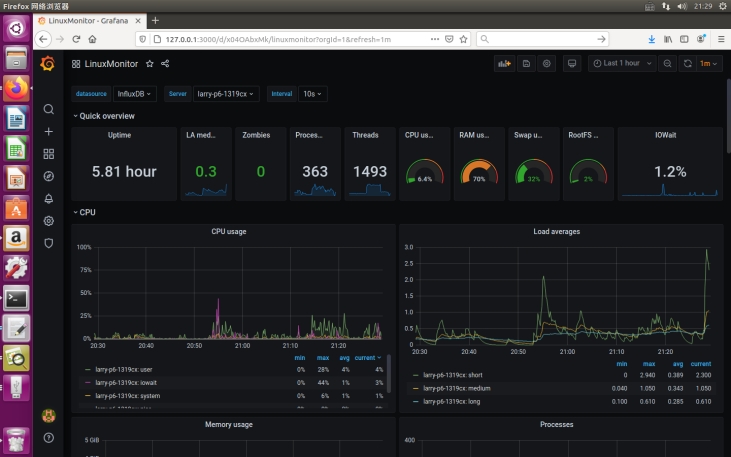 Firefox 网络浏览器
21:29
LinuxMonitor - Grafana
127.0.0.1:3000/d/x04OAbxMk/linuxmonitor?orgId=1&refresh=1m
LinuxMonitor
Last 1 hour
1m
datasource InfluxDB Server larry-p6-1319cx Interval 10s
Quick overview
Uptime LA med... Zombies Proces... Threads CPU us... RAM us... Swap u... RootFS ... IOWait
5.81 hour 0.3 0 363 1493 6.4% 70% 32% 2% 1.2%
CPU
CPU usage
100%
75%
50%
25%
0%
20:30 20:40 20:50 21:00 21:10 21:20
min max avg current
larry-p6-1319cx: user 0% 28% 4% 4%
larry-p6-1319cx: iowait 0% 44% 1% 3%
larry-p6-1319cx: system 0% 6% 1% 1%
Load averages
3.0
2.5
2.0
1.5
1.0
0.5
0
20:30 20:40 20:50 21:00 21:10 21:20
min max avg current
larry-p6-1319cx: short 0 2.940 0.389 2.300
larry-p6-1319cx: medium 0.040 1.050 0.343 1.050
larry-p6-1319cx: long 0.100 0.610 0.285 0.610
Memory usage
5 GiB
Processes
400